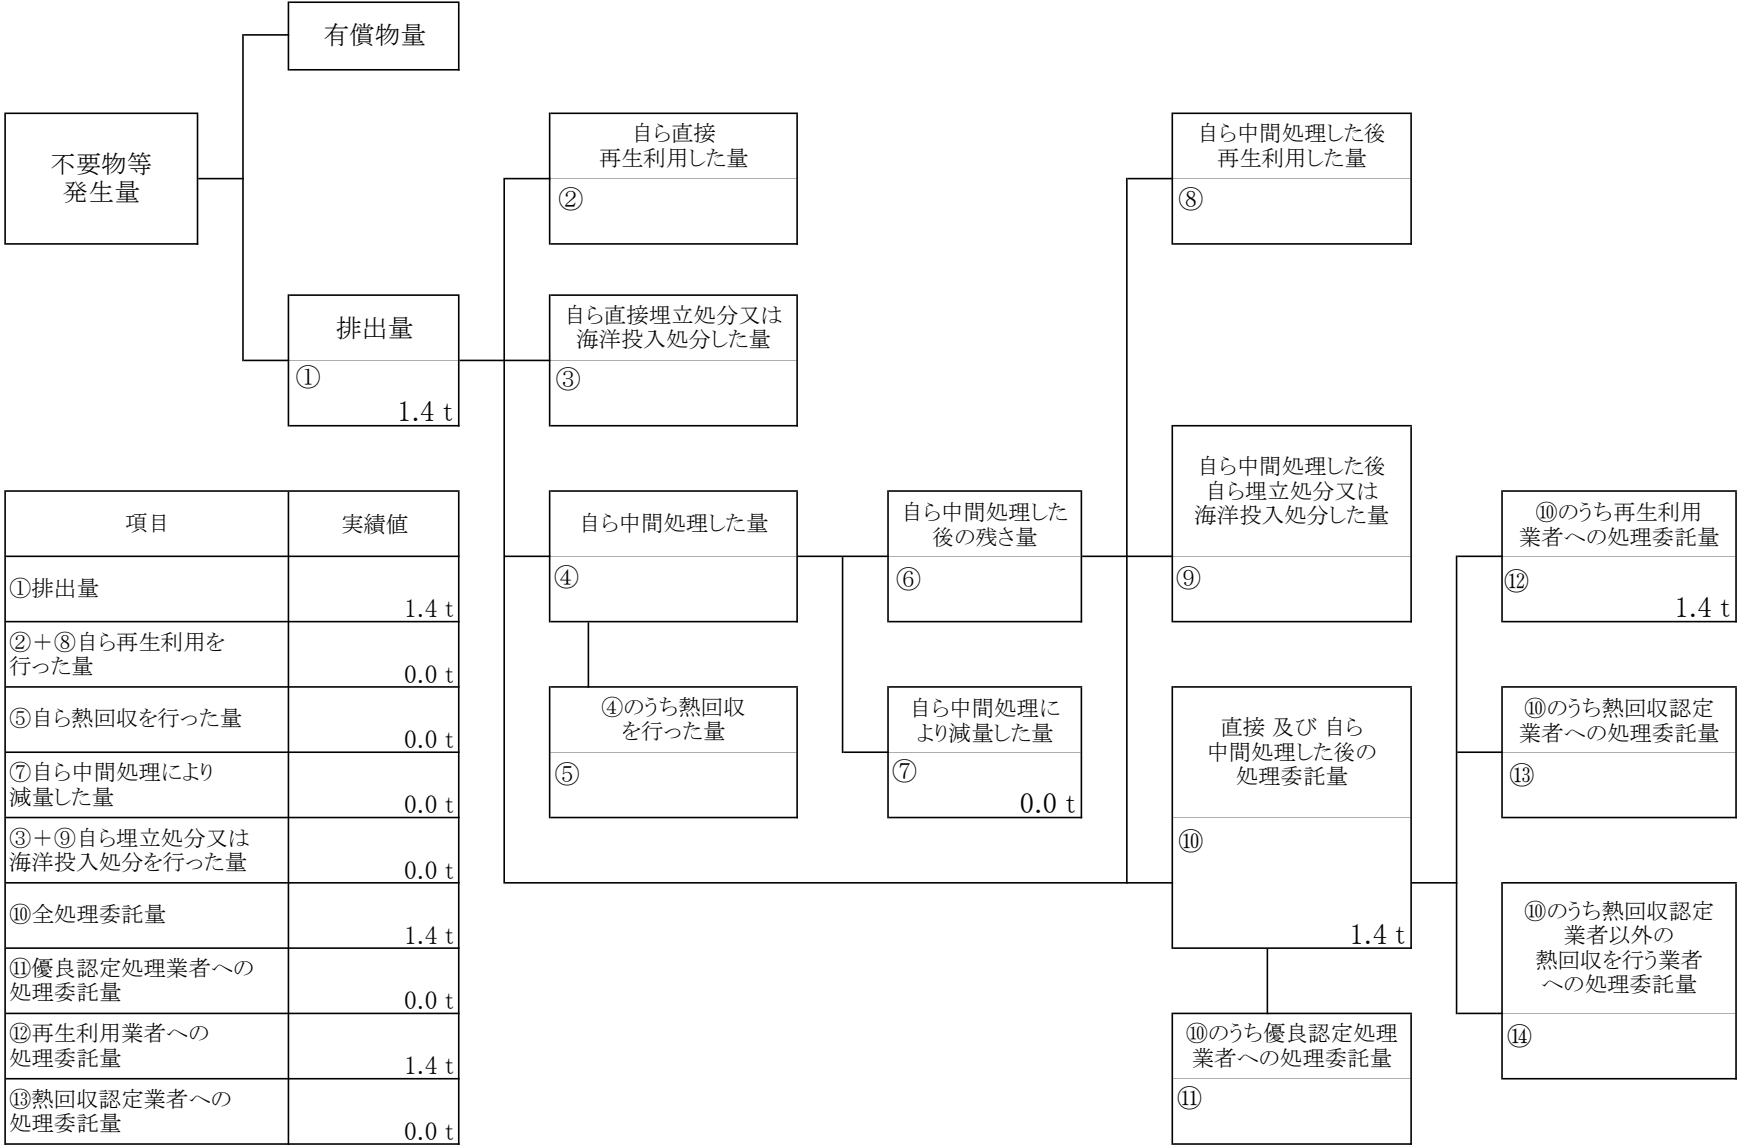 有償物量
不要物等
発生量
自ら直接
再生利用した量
②
自ら中間処理した後
再生利用した量
⑧
排出量
①
1.4 t
自ら直接埋立処分又は
海洋投入処分した量
③
自ら中間処理した量
④
自ら中間処理した
後の残さ量
⑥
自ら中間処理した後
自ら埋立処分又は
海洋投入処分した量
⑨
⑩のうち再生利用
業者への処理委託量
⑫
1.4 t
④のうち熱回収
を行った量
⑤
自ら中間処理に
より減量した量
⑦
0.0 t
直接 及び 自ら
中間処理した後の
処理委託量
⑩
1.4 t
⑩のうち熱回収認定
業者への処理委託量
⑬
⑩のうち熱回収認定
業者以外の
熱回収を行う業者
への処理委託量
⑭
⑩のうち優良認定処理
業者への処理委託量
⑪
項目 実績値
①排出量
1.4 t
②＋⑧自ら再生利用を
行った量
0.0 t
⑤自ら熱回収を行った量
0.0 t
⑦自ら中間処理により
減量した量
0.0 t
③＋⑨自ら埋立処分又は
海洋投入処分を行った量
0.0 t
⑩全処理委託量
1.4 t
⑪優良認定処理業者への
処理委託量
0.0 t
⑫再生利用業者への
処理委託量
1.4 t
⑬熱回収認定業者への
処理委託量
0.0 t